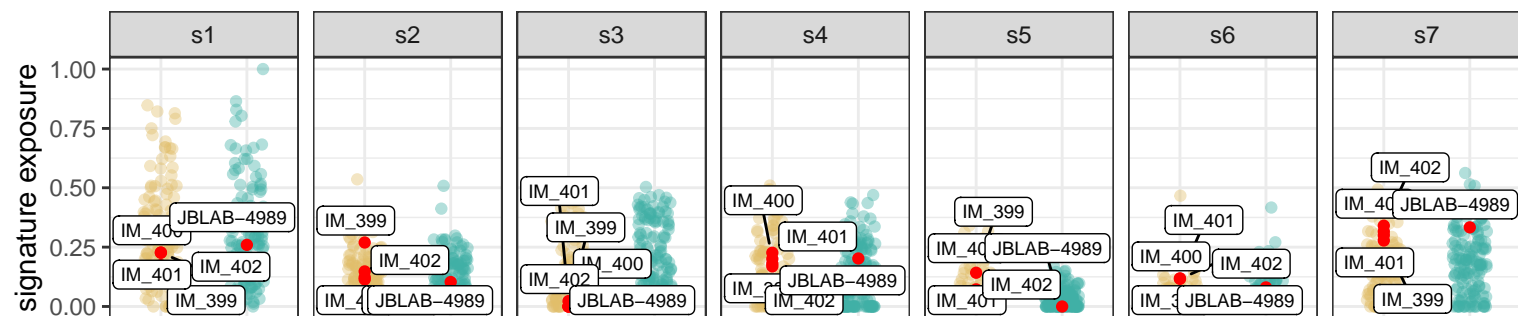 s1 s2 s3 s4 s5 s6 s7
signature exposure
1.00
0.75
0.50
0.25
0.00
JBLAB−4989
IM_402
IM_401
IM_399
IM_399
IM_402
JBLAB−4989
IM_401
IM_399
IM_400
IM_402
JBLAB−4989
IM_400
IM_401
JBLAB−4989
IM_402
IM_399
JBLAB−4989
IM_402
IM_401
IM_401
IM_400
IM_402
JBLAB−4989
IM_402
JBLAB−4989
IM_401
IM_399